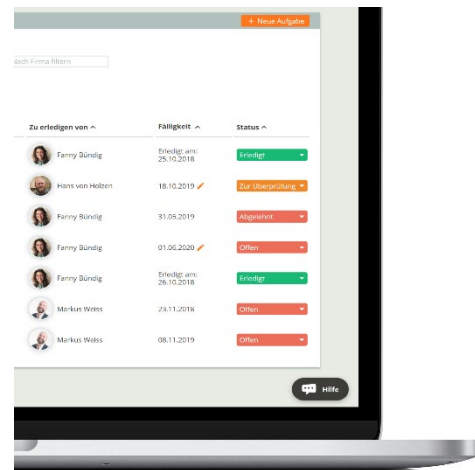 + Neue Aufgabe
Nach Firma filtern
Zu erledigen von Fälligkeit Status
Fanny Bündig Erledigt am: 25.10.2018 Erledigt
Hans von Holzen 18.10.2019 Zur Überprüfung
Fanny Bündig 31.05.2019 Abgelehnt
Fanny Bündig 01.06.2020 Offen
Fanny Bündig Erledigt am: 26.10.2018 Erledigt
Markus Weiss 23.11.2018 Offen
Markus Weiss 08.11.2019 Offen
Hilfe